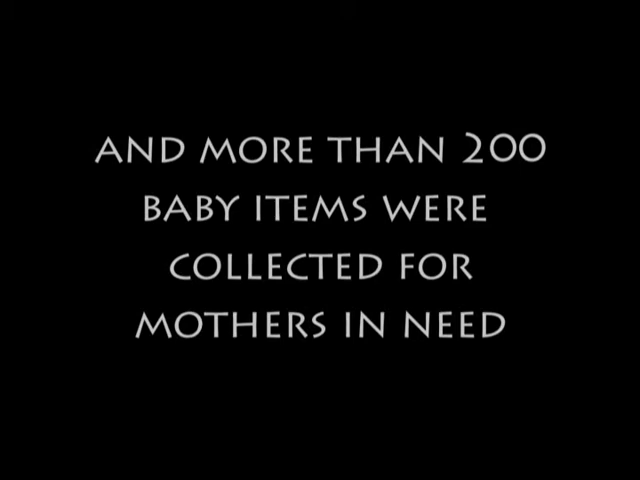 AND MORE THAN 200
BABY ITEMS WERE
COLLECTED FOR
MOTHERS IN NEED